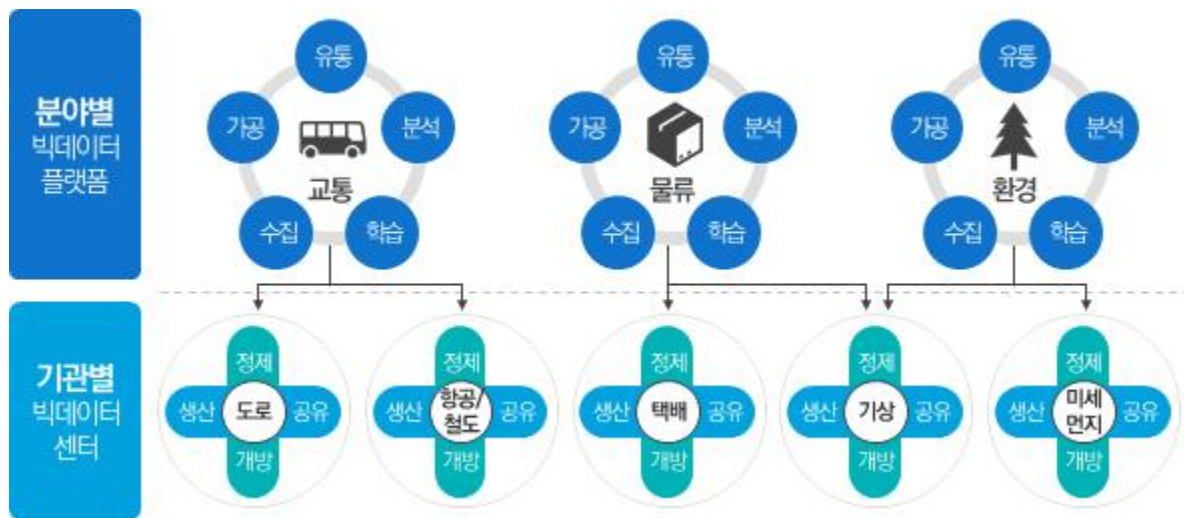 분야별
빅데이터
플랫폼
유통
가공
분석
교통
수집
학습
유통
가공
분석
물류
수집
학습
유통
가공
분석
환경
수집
학습
기관별
빅데이터
센터
정제
생산
도로
공유
개방
정제
생산
항공/
철도
공유
개방
정제
생산
택배
공유
개방
정제
생산
기상
공유
개방
정제
생산
미세
먼지
공유
개방